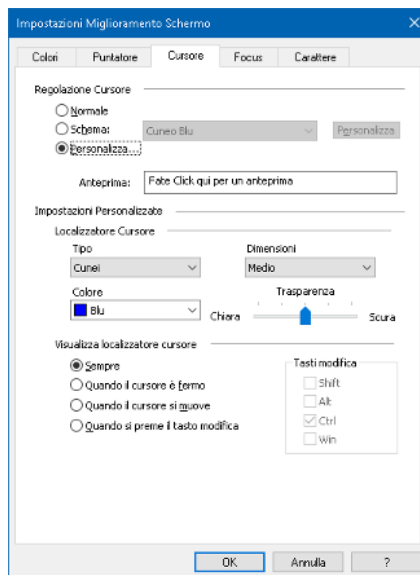 Impostazioni Miglioramento Schermo
Colori Puntatore Cursore Focus Carattere
Regolazione Cursore
Normale
Schema: Cuneo Blu Personalizza
Personalizza...
Anteprima: Fate Click qui per un anteprima
Impostazioni Personalizzate
Localizzatore Cursore
Tipo Dimensioni
Cunei Medio
Colore Trasparenza
Blu Chiara Scura
Visualizza localizzatore cursore
Sempre Tasti modifica
Quando il cursore è fermo Shift
Quando il cursore si muove Alt
Quando si preme il tasto modifica Ctrl
Win
OK Annulla ?